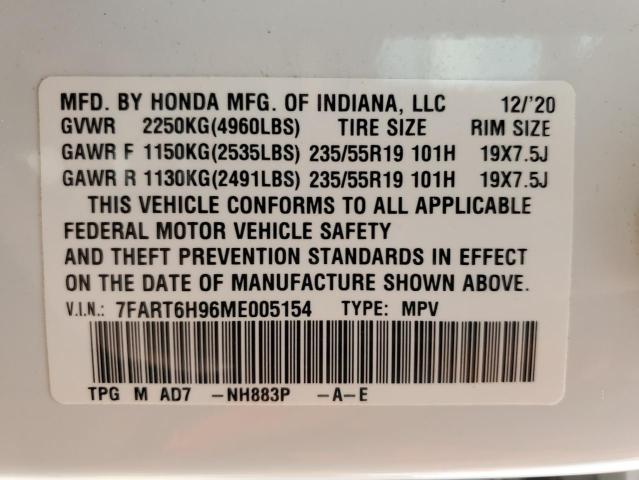 MFD. BY HONDA MFG. OF INDIANA, LLC 12/'20
GVWR 2250KG(4960LBS) TIRE SIZE RIM SIZE
GAWR F 1150KG(2535LBS) 235/55R19 101H 19X7.5J
GAWR R 1130KG(2491LBS) 235/55R19 101H 19X7.5J
THIS VEHICLE CONFORMS TO ALL APPLICABLE
FEDERAL MOTOR VEHICLE SAFETY
AND THEFT PREVENTION STANDARDS IN EFFECT
ON THE DATE OF MANUFACTURE SHOWN ABOVE.
V.I.N.: 7FART6H96ME005154 TYPE: MPV
TPG M AD7 -NH883P -A-E